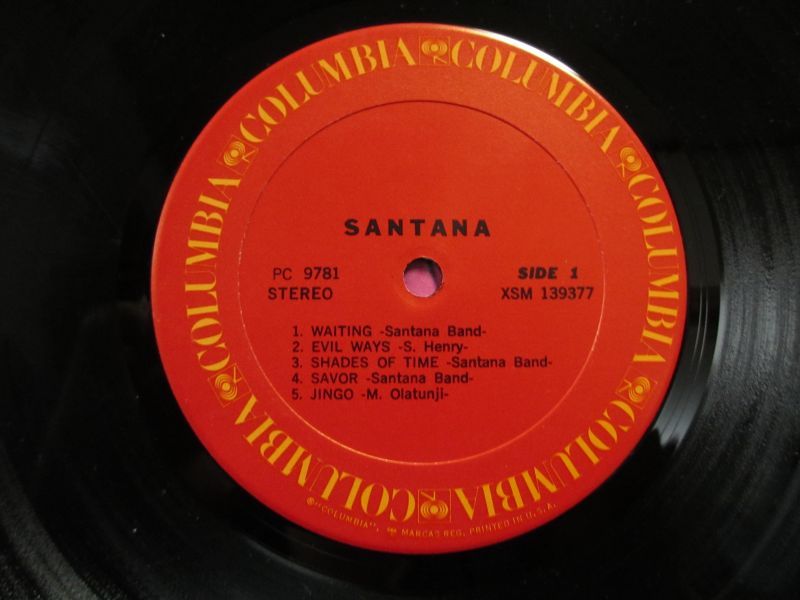 COLUMBIA COLUMBIA COLUMBIA COLUMBIA COLUMBIA COLUMBIA
SANTANA
PC 9781
STEREO
SIDE 1
XSM 139377
1. WAITING -Santana Band-
2. EVIL WAYS -S. Henry-
3. SHADES OF TIME -Santana Band-
4. SAVOR -Santana Band-
5. JINGO -M. Olatunji-
®"COLUMBIA", MARCAS REG. PRINTED IN U.S.A.